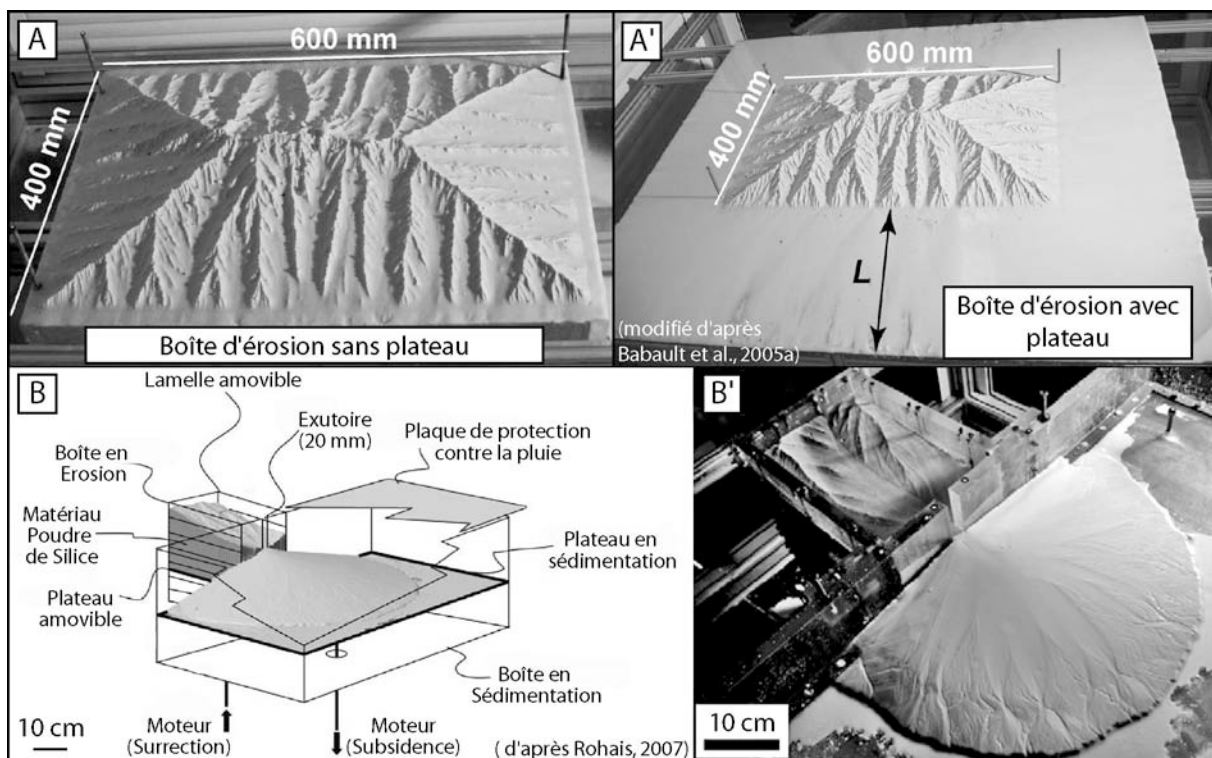 A
600 mm
400 mm
Boîte d'érosion sans plateau
A'
600 mm
400 mm
L
(modifié d'après
Babault et al., 2005a)
Boîte d'érosion avec
plateau
B
Lamelle amovible
Exutoire
(20 mm)
Plaque de protection
contre la pluie
Boîte en
Erosion
Matériau
Poudre
de Silice
Plateau
amovible
Plateau en
sédimentation
Boîte en
Sédimentation
10 cm
Moteur
(Surrection)
Moteur
(Subsidence)
( d'après Rohais, 2007)
B'
10 cm